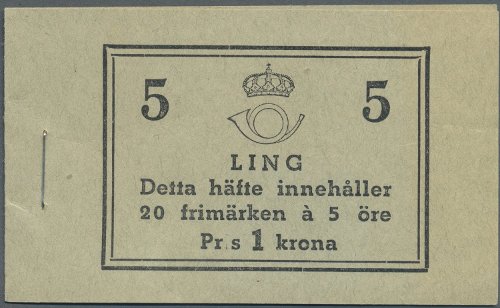 5 5
LING
Detta häfte innehåller
20 frimärken à 5 öre
Pr s 1 krona